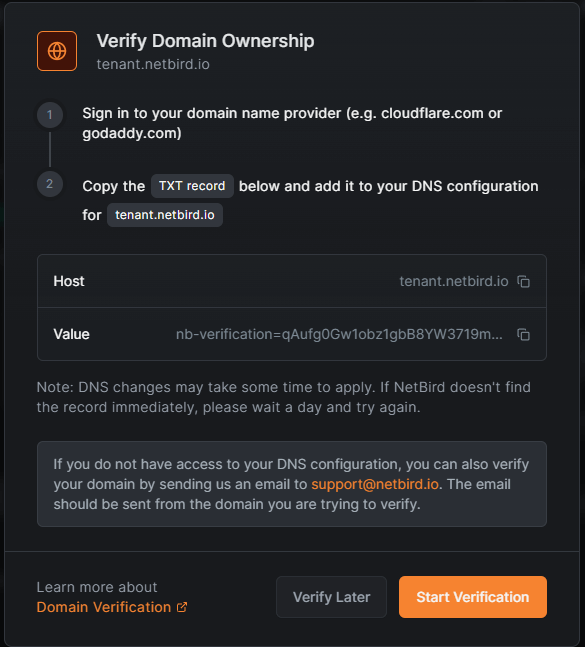 Verify Domain Ownership
tenant.netbird.io
1
Sign in to your domain name provider (e.g. cloudflare.com or
godaddy.com)
2
Copy the TXT record below and add it to your DNS configuration
for tenant.netbird.io
Host tenant.netbird.io
Value nb-verification=qAufg0Gw1obz1gbB8YW3719m...
Note: DNS changes may take some time to apply. If NetBird doesn't find
the record immediately, please wait a day and try again.
If you do not have access to your DNS configuration, you can also verify
your domain by sending us an email to support@netbird.io. The email
should be sent from the domain you are trying to verify.
Learn more about
Domain Verification
Verify Later
Start Verification